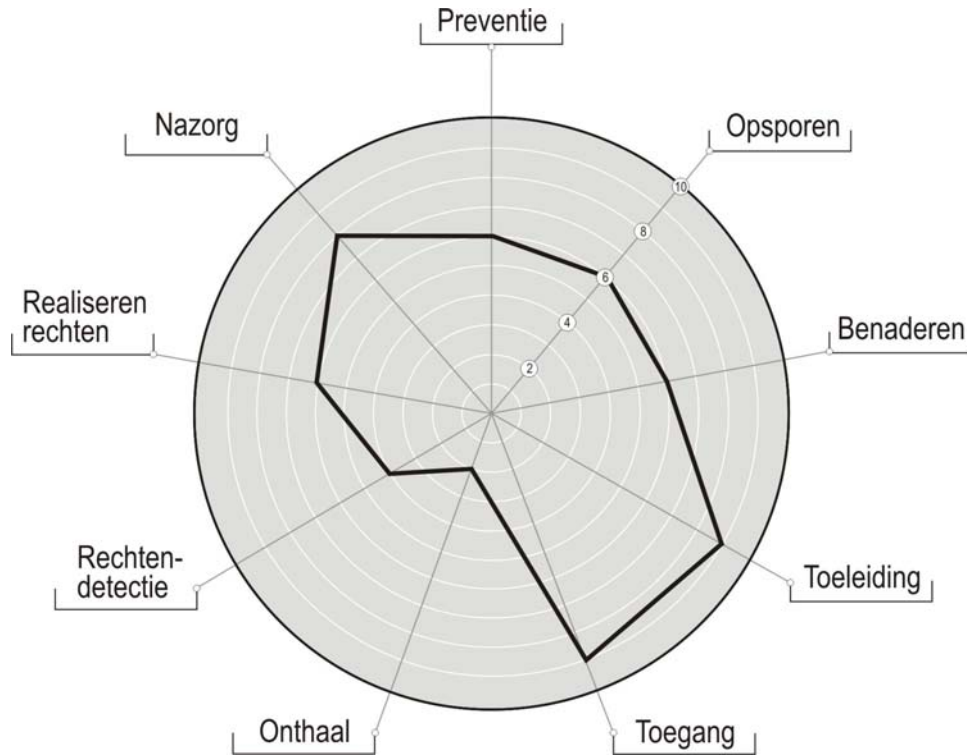 Preventie
Nazorg
Opsporen
10
8
6
4
2
Realiseren
rechten
Benaderen
Rechten-
detectie
Toeleiding
Onthaal
Toegang